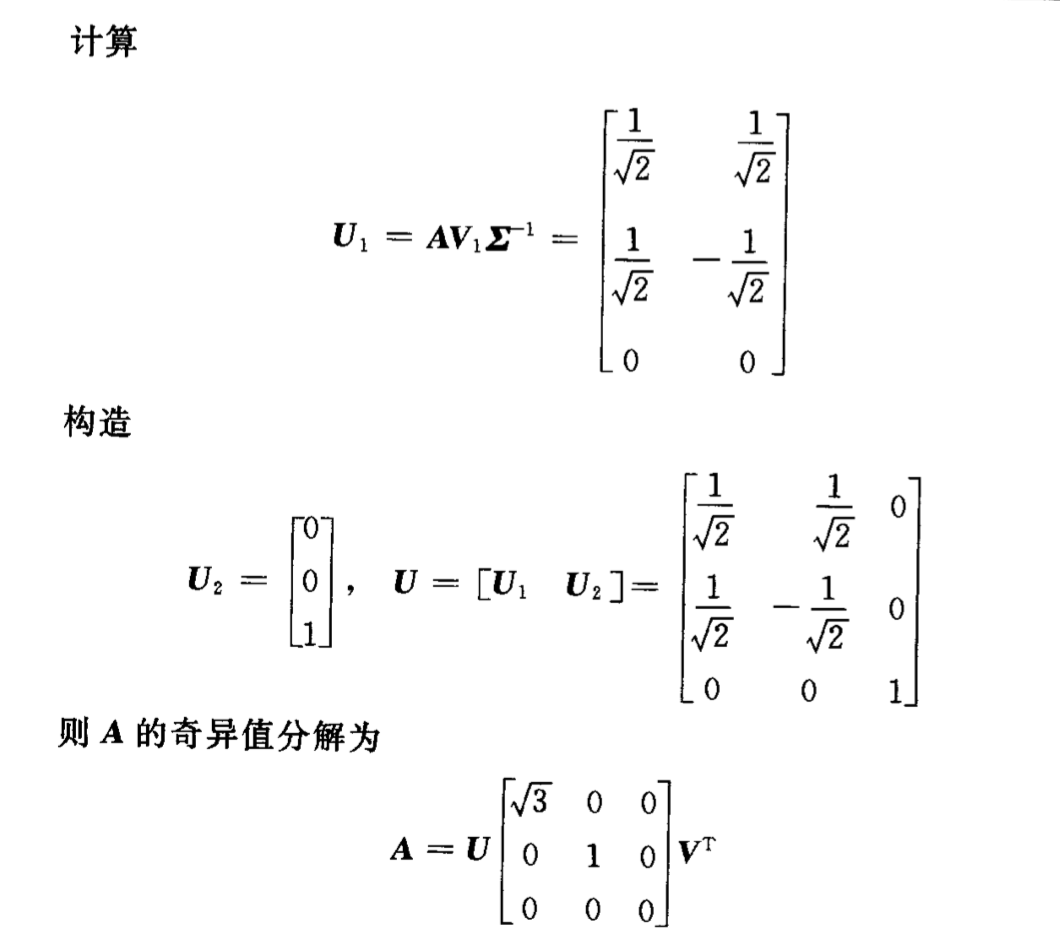 计算
$\boldsymbol{U}_1 = \boldsymbol{A}\boldsymbol{V}_1\boldsymbol{\Sigma}^{-1} = \begin{bmatrix} \frac{1}{\sqrt{2}} & \frac{1}{\sqrt{2}} \\ \frac{1}{\sqrt{2}} & -\frac{1}{\sqrt{2}} \\ 0 & 0 \end{bmatrix}$
构造
$\boldsymbol{U}_2 = \begin{bmatrix} 0 \\ 0 \\ 1 \end{bmatrix}, \quad \boldsymbol{U} = [\boldsymbol{U}_1 \quad \boldsymbol{U}_2] = \begin{bmatrix} \frac{1}{\sqrt{2}} & \frac{1}{\sqrt{2}} & 0 \\ \frac{1}{\sqrt{2}} & -\frac{1}{\sqrt{2}} & 0 \\ 0 & 0 & 1 \end{bmatrix}$
则 A 的奇异值分解为
$\boldsymbol{A} = \boldsymbol{U} \begin{bmatrix} \sqrt{3} & 0 & 0 \\ 0 & 1 & 0 \\ 0 & 0 & 0 \end{bmatrix} \boldsymbol{V}^{\mathrm{T}}$